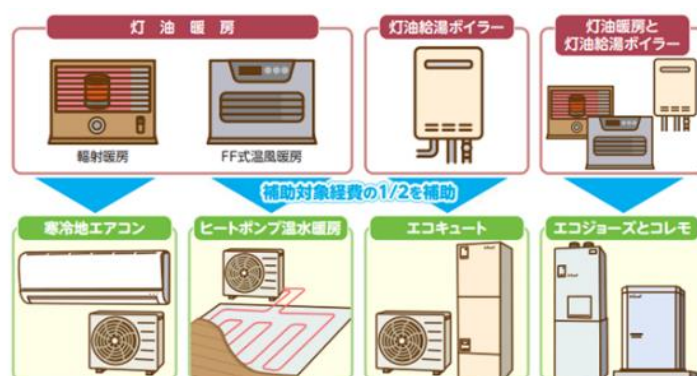 灯油暖房
灯油給湯ボイラー
灯油暖房と
灯油給湯ボイラー
輻射暖房
FF式温風暖房
補助対象経費の1/2を補助
寒冷地エアコン
ヒートポンプ温水暖房
エコキュート
エコジョーズとコレモ